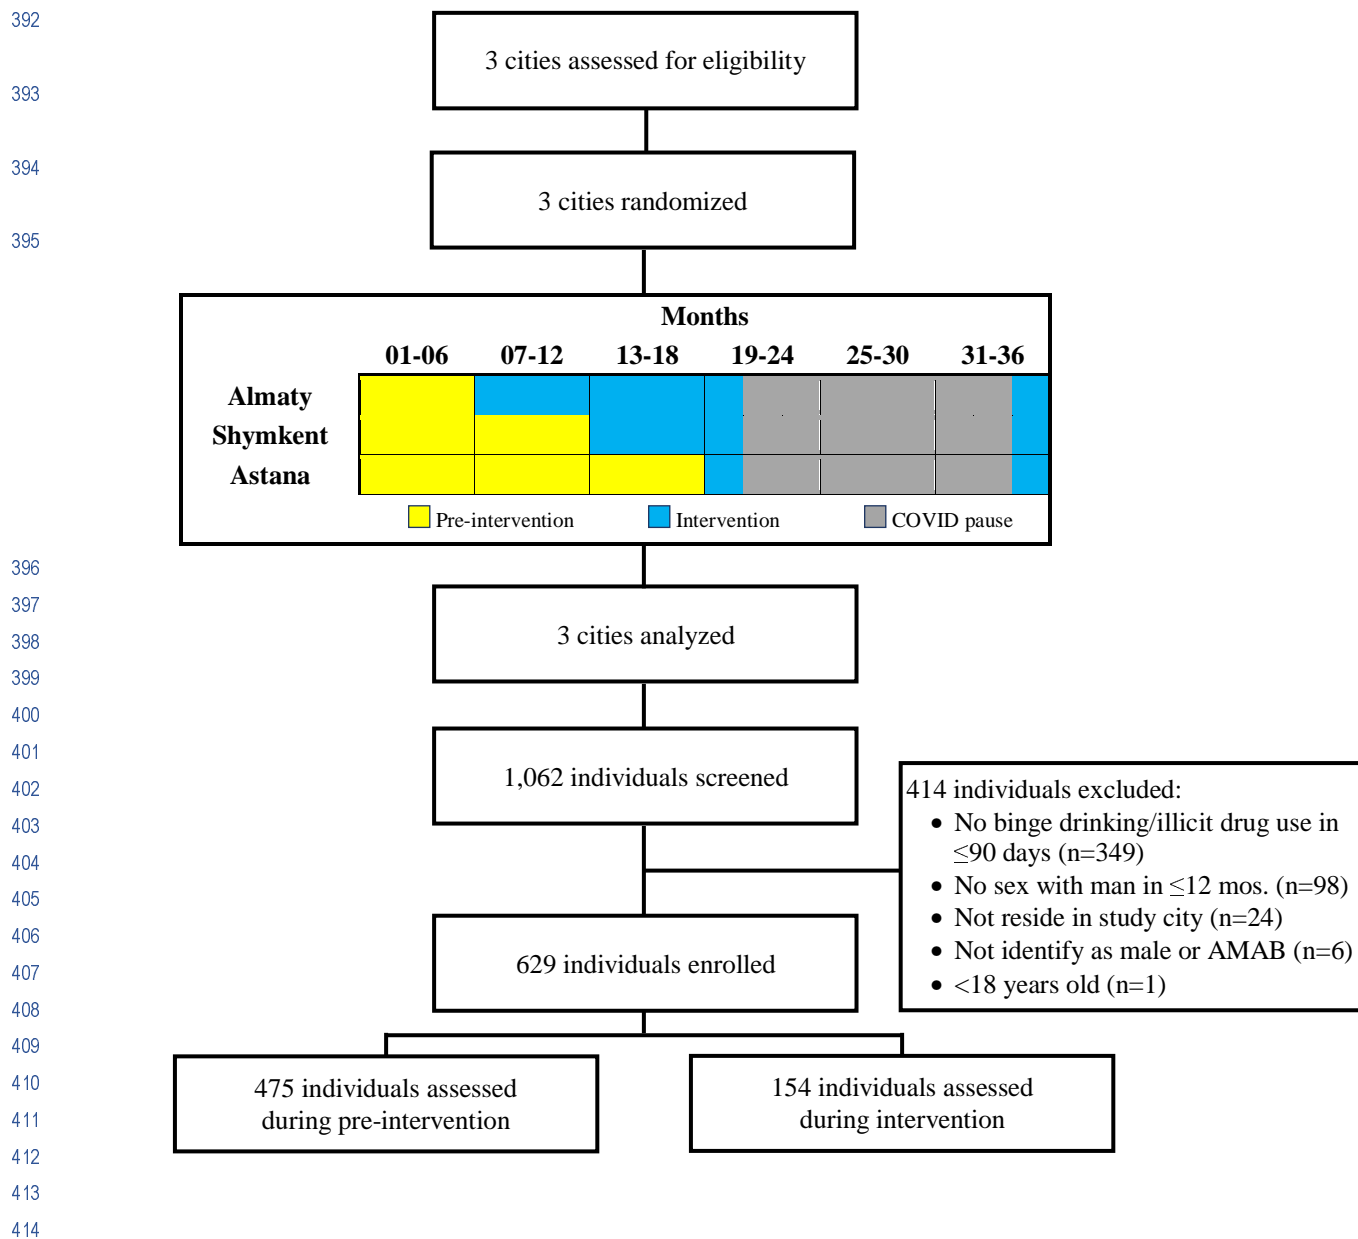 392
3 cities assessed for eligibility
393
394
3 cities randomized
395
Months
01-06 07-12 13-18 19-24 25-30 31-36
Almaty
Shymkent
Astana
Pre-intervention Intervention COVID pause
396
397
3 cities analyzed
398
399
400
401
1,062 individuals screened
402
403
404
405
414 individuals excluded:
• No binge drinking/illicit drug use in
≤90 days (n=349)
• No sex with man in ≤12 mos. (n=98)
• Not reside in study city (n=24)
• Not identify as male or AMAB (n=6)
• <18 years old (n=1)
406
629 individuals enrolled
407
408
409
410
475 individuals assessed
during pre-intervention
154 individuals assessed
during intervention
411
412
413
414